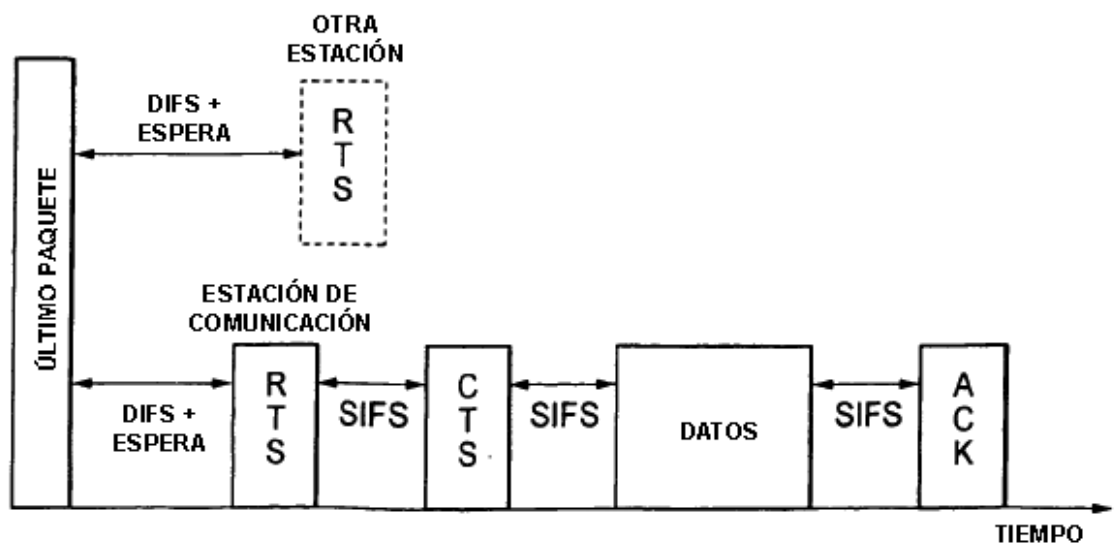 OTRA
ESTACIÓN
DIFS +
ESPERA
R
T
S
ÚLTIMO PAQUETE
ESTACIÓN DE
COMUNICACIÓN
DIFS +
ESPERA
R
T
S
SIFS
C
T
S
SIFS
DATOS
SIFS
A
C
K
TIEMPO